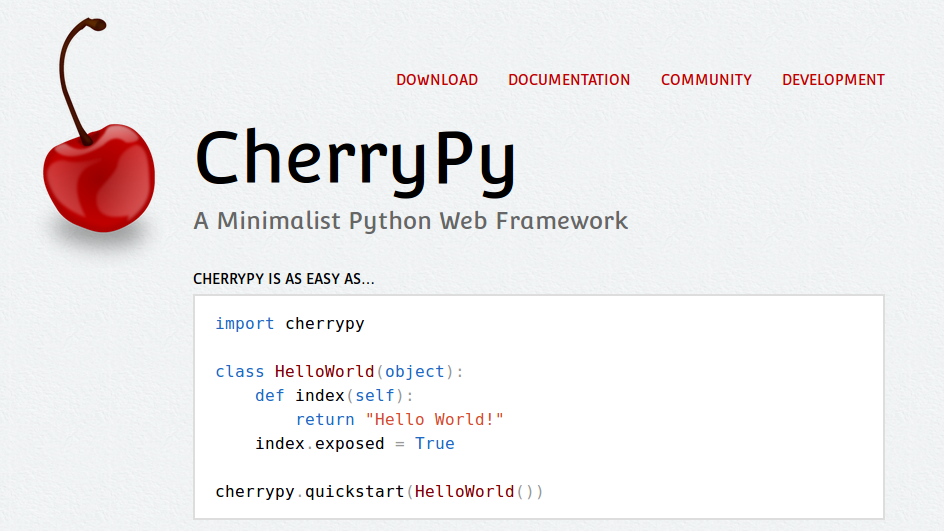 DOWNLOAD DOCUMENTATION COMMUNITY DEVELOPMENT
CherryPy
A Minimalist Python Web Framework
CHERRYPY IS AS EASY AS...
import cherrypy
class HelloWorld(object):
    def index(self):
        return "Hello World!"
    index.exposed = True
cherrypy.quickstart(HelloWorld())